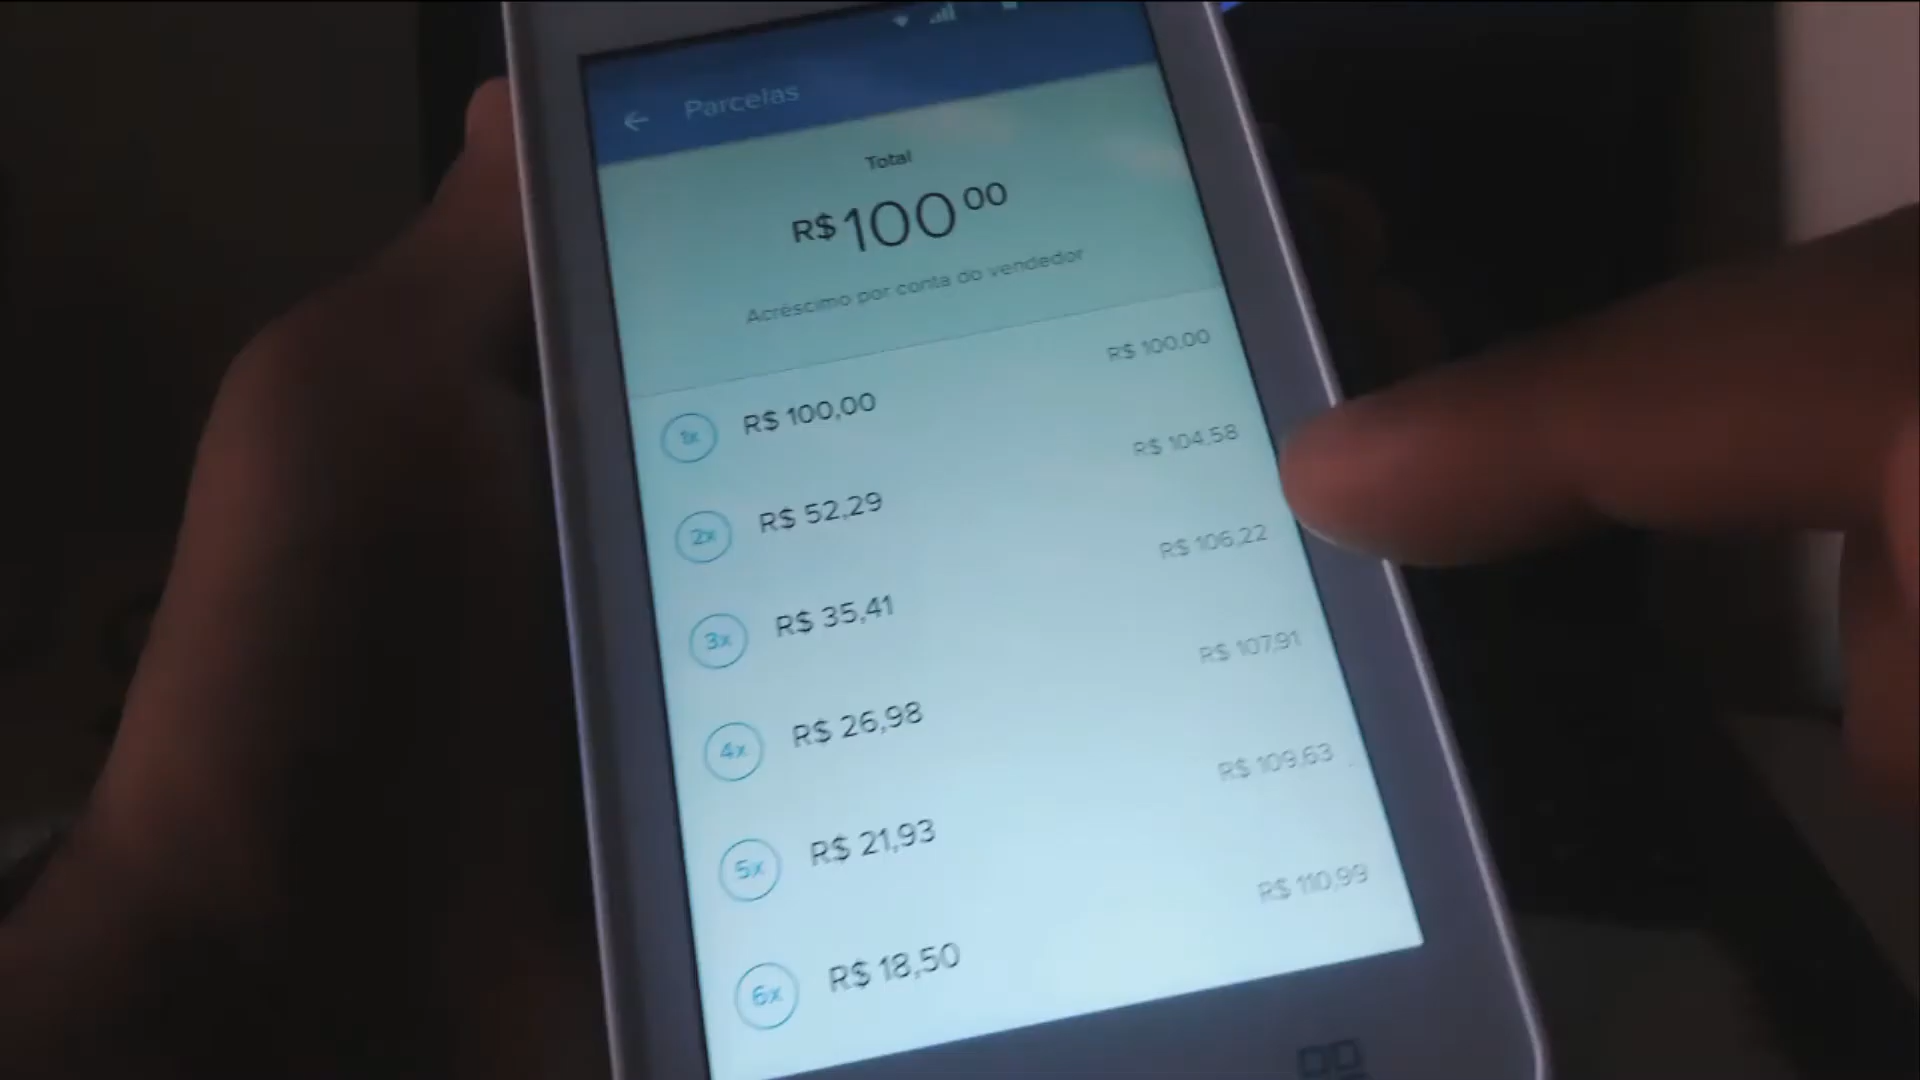 Parcelas
Total
R$ 100 00
Acréscimo por conta do vendedor
1x R$ 100,00 R$ 100,00
2x R$ 52,29 R$ 104,58
3x R$ 35,41 R$ 106,22
4x R$ 26,98 R$ 107,91
5x R$ 21,93 R$ 109,63
6x R$ 18,50 R$ 110,99